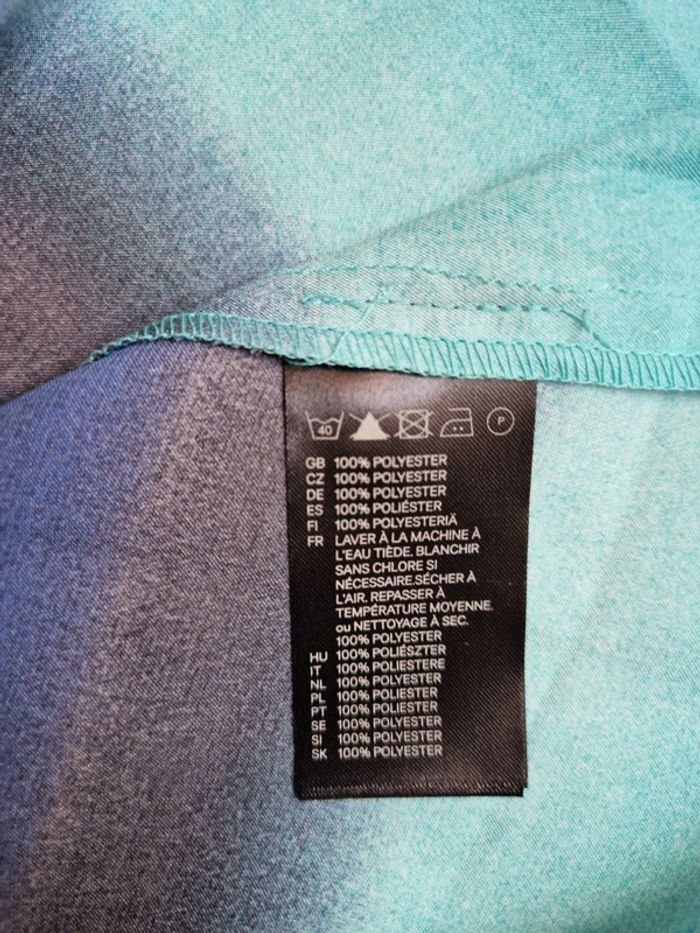 40 P
GB 100% POLYESTER
CZ 100% POLYESTER
DE 100% POLYESTER
ES 100% POLIÉSTER
FI 100% POLYESTERIÄ
FR LAVER À LA MACHINE À
L'EAU TIÈDE. BLANCHIR
SANS CHLORE SI
NÉCESSAIRE.SÉCHER À
L'AIR. REPASSER À
TEMPÉRATURE MOYENNE
ou NETTOYAGE À SEC.
100% POLYESTER
HU 100% POLIÉSZTER
IT 100% POLIESTERE
NL 100% POLYESTER
PL 100% POLIESTER
PT 100% POLIÉSTER
SE 100% POLYESTER
SI 100% POLYESTER
SK 100% POLYESTER